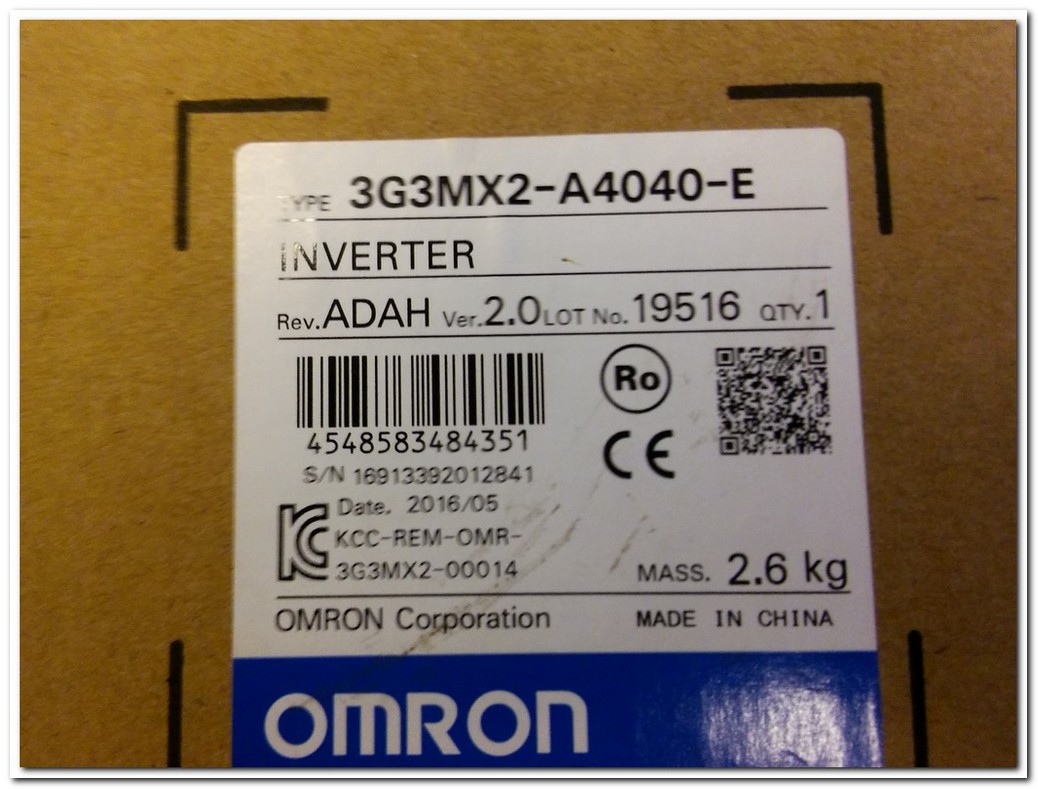 TYPE 3G3MX2-A4040-E
INVERTER
Rev.ADAH Ver.2.0 LOT No.19516 QTY.1
Ro
4548583484351
CE
S/N 16913392012841
Date. 2016/05
KC
KCC-REM-OMR-
3G3MX2-00014
MASS. 2.6 kg
OMRON Corporation MADE IN CHINA
OMRON